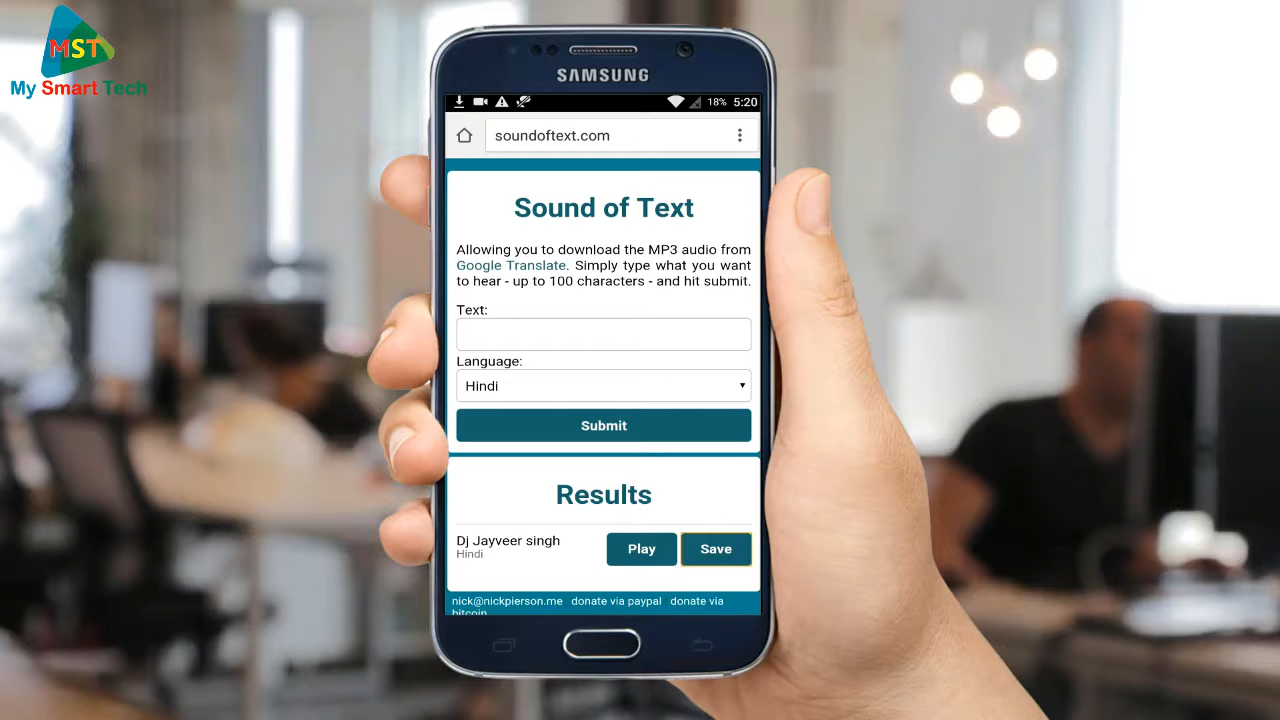 MST
My Smart Tech
SAMSUNG
18% 5:20
soundoftext.com
Sound of Text
Allowing you to download the MP3 audio from
Google Translate. Simply type what you want
to hear - up to 100 characters - and hit submit.
Text:
Language:
Hindi
Submit
Results
Dj Jayveer singh
Hindi
Play
Save
nick@nickpierson.me donate via paypal donate via
bitcoin